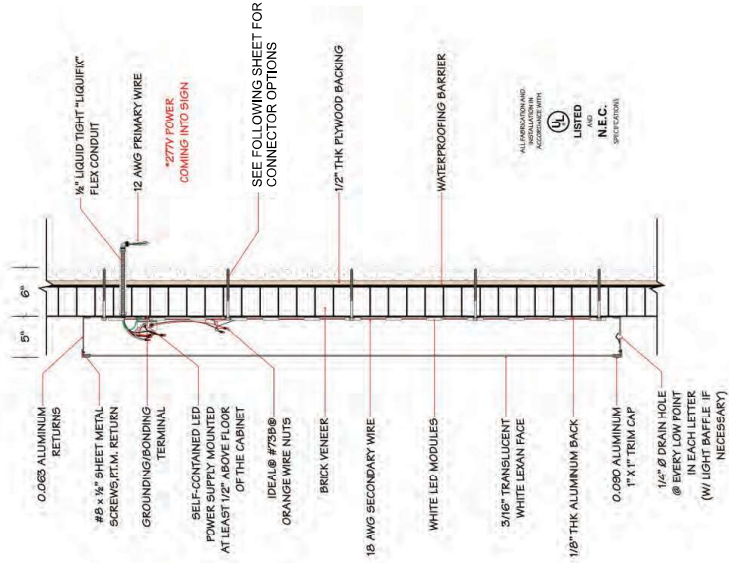 ½" LIQUID TIGHT "LIQUIFIX"
FLEX CONDUIT
12 AWG PRIMARY WIRE
*277V POWER
COMING INTO SIGN
SEE FOLLOWING SHEET FOR
CONNECTOR OPTIONS
1/2" THK PLYWOOD BACKING
WATERPROOFING BARRIER
ALL FABRICATION AND
INSTALLATION IN
ACCORDANCE WITH
UL
LISTED
AND
N.E.C.
SPECIFICATIONS
6"
5"
0.063 ALUMINUM
RETURNS
#8 x ½" SHEET METAL
SCREWS,P.T.M. RETURN
GROUNDING/BONDING
TERMINAL
SELF-CONTAINED LED
POWER SUPPLY MOUNTED
AT LEAST 1/2" ABOVE FLOOR
OF THE CABINET
IDEAL® #73B®
ORANGE WIRE NUTS
BRICK VENEER
18 AWG SECONDARY WIRE
WHITE LED MODULES
3/16" TRANSLUCENT
WHITE LEXAN FACE
1/8" THK ALUMINUM BACK
0.090 ALUMINUM
1" X 1" TRIM CAP
1/4" Ø DRAIN HOLE
@ EVERY LOW POINT
IN EACH LETTER
(W/ LIGHT BAFFLE IF
NECESSARY)